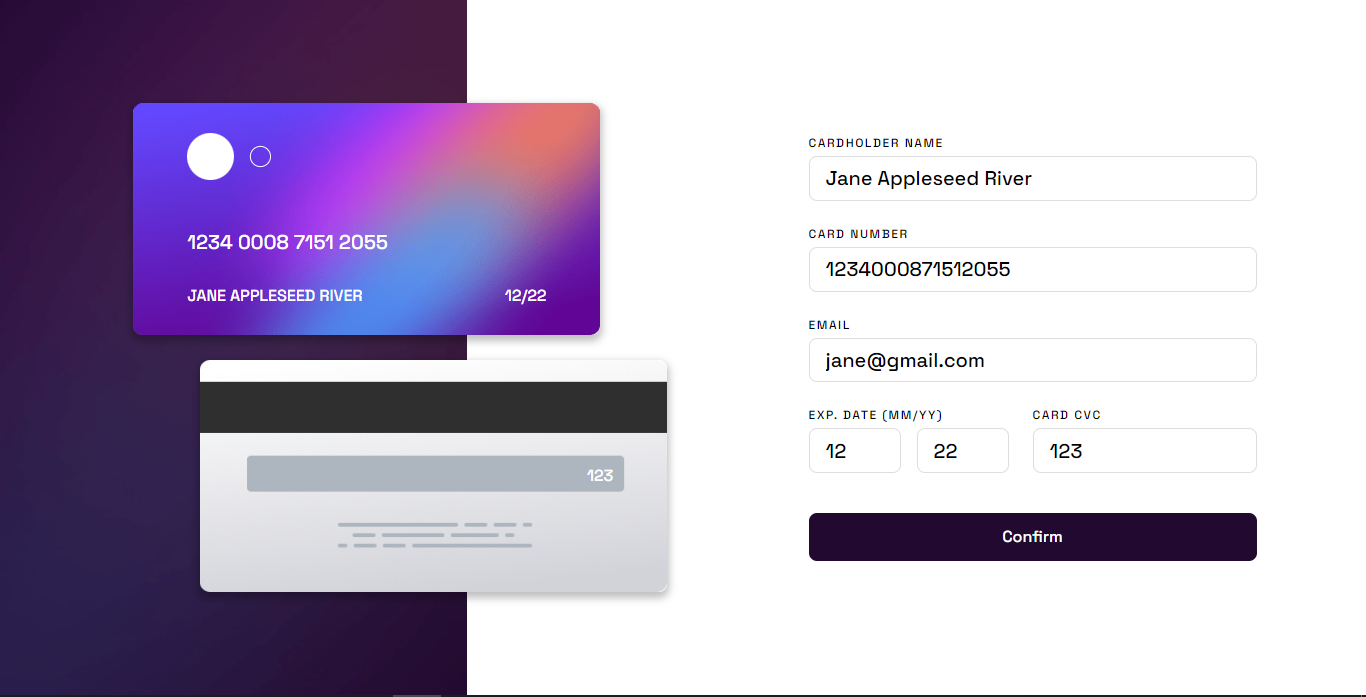 1234 0008 7151 2055
JANE APPLESEED RIVER 12/22
123
CARDHOLDER NAME
Jane Appleseed River
CARD NUMBER
1234000871512055
EMAIL
jane@gmail.com
EXP. DATE (MM/YY) CARD CVC
12 22 123
Confirm